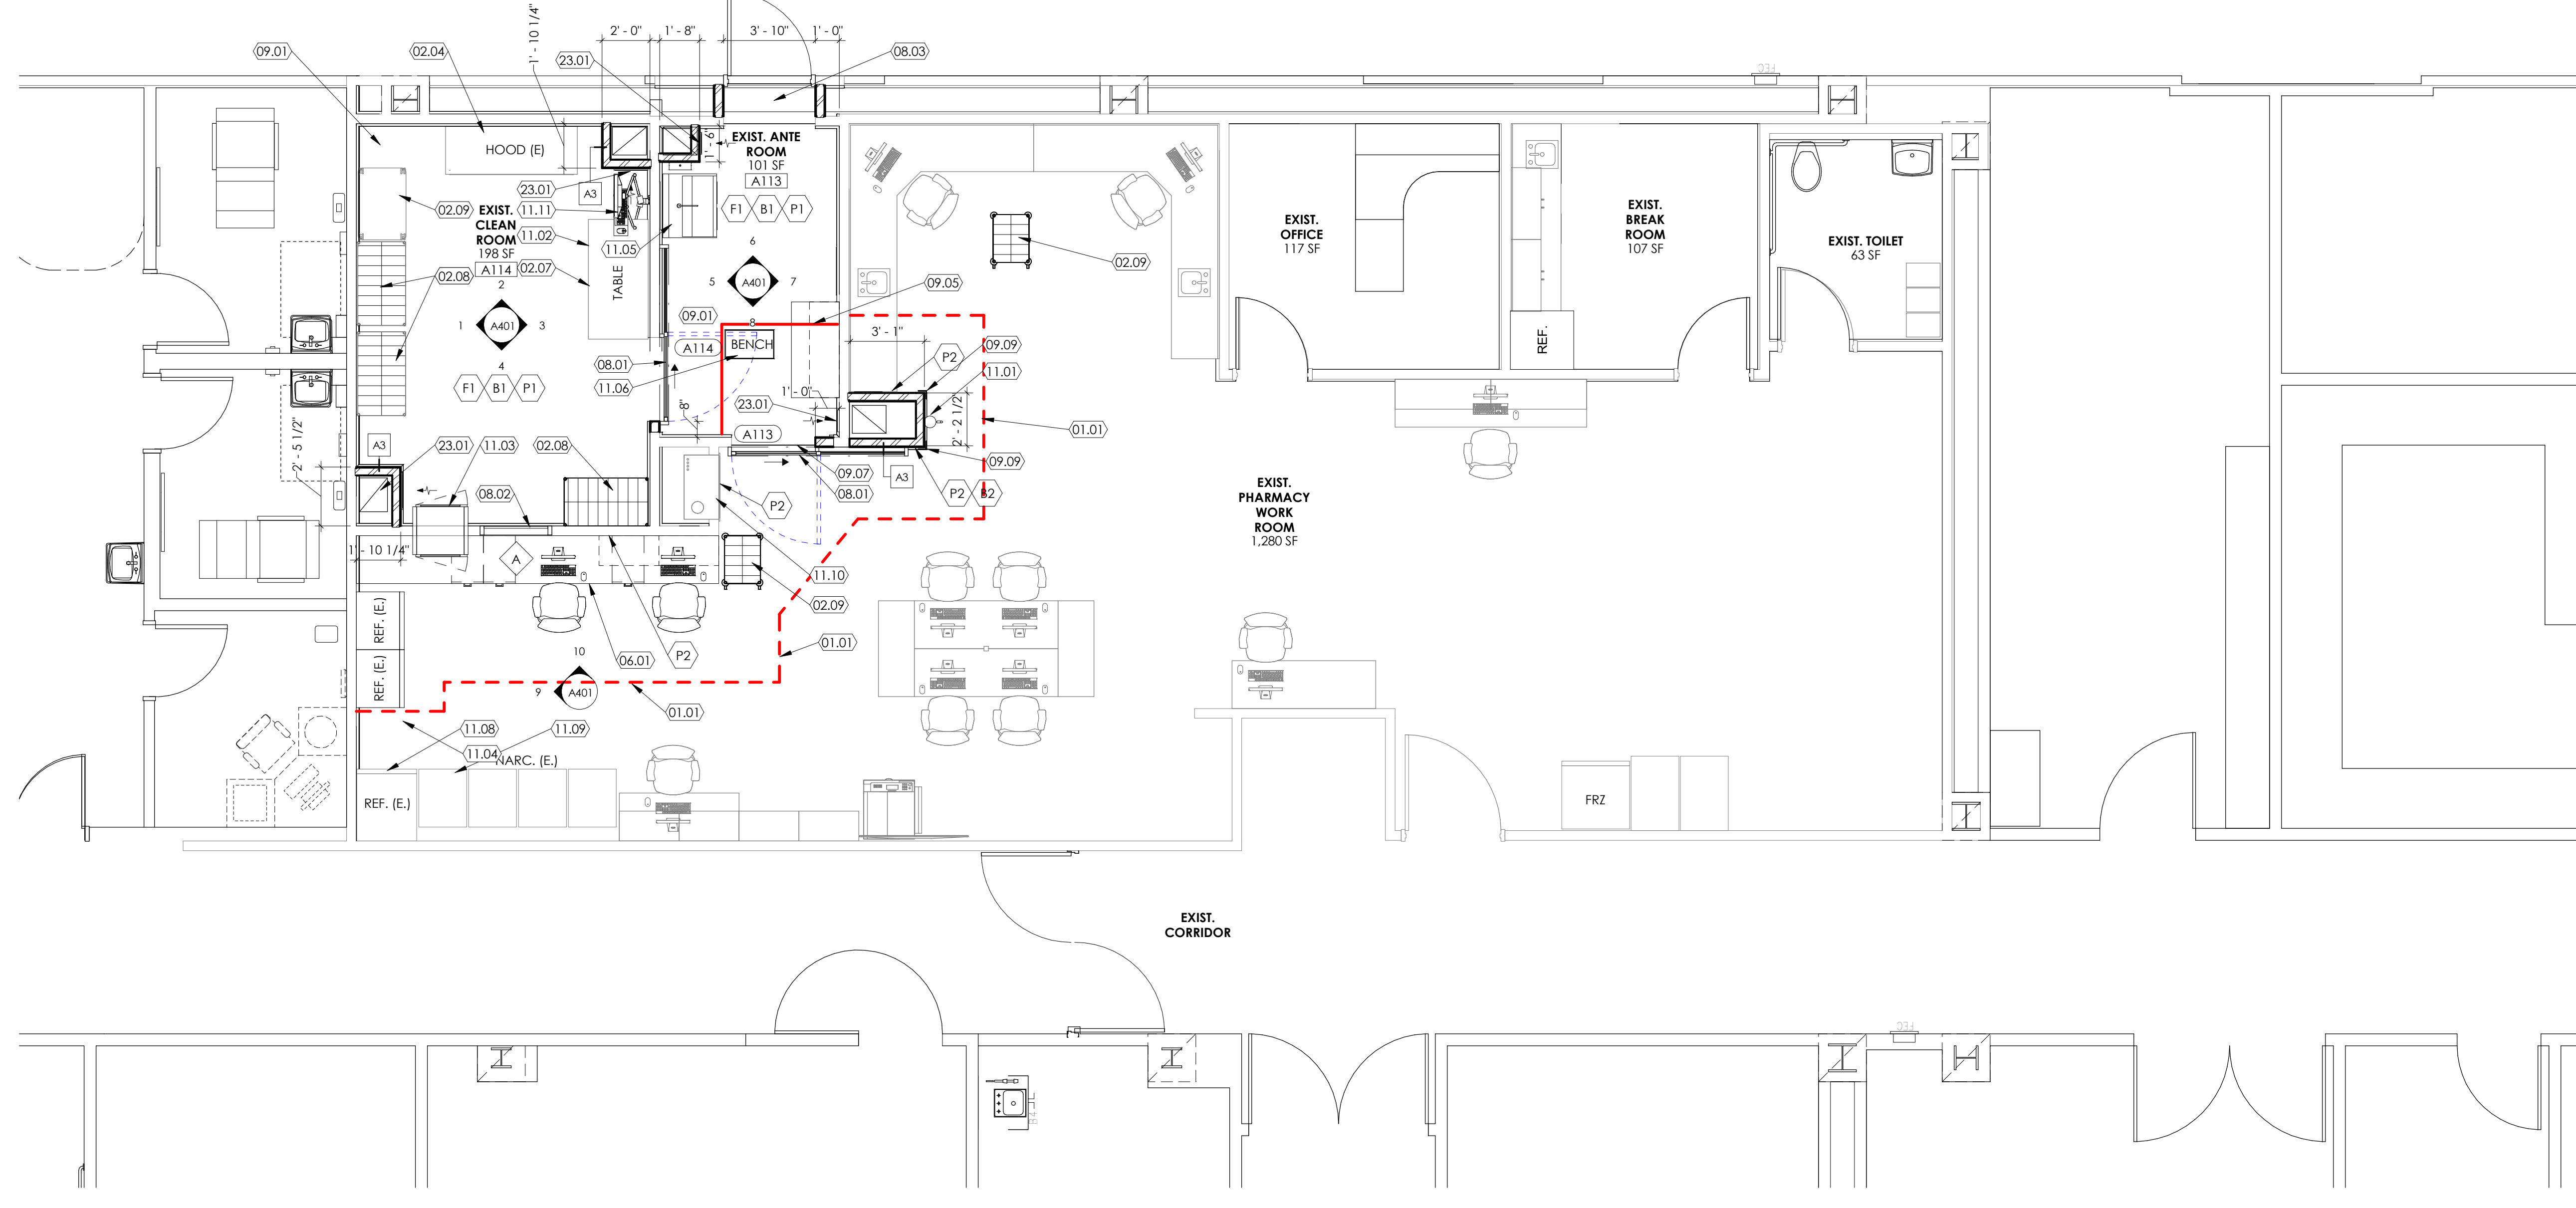 2' - 0"
1' - 8"
3' - 10"
1' - 0"
1' - 10 1/4"
09.01
02.04
23.01
08.03
FEC
HOOD (E)
1' - 6"
EXIST. ANTE
ROOM
101 SF
A113
F1
B1
P1
23.01
A3
02.09
11.11
EXIST.
CLEAN
ROOM
198 SF
A114
11.02
02.07
11.05
TABLE
02.08
2
1
A401
3
4
F1
B1
P1
6
5
A401
7
8
09.01
A114
BENCH
08.01
11.06
02.09
09.05
3' - 1"
09.09
P2
11.01
1' - 0"
23.01
8"
A113
2' - 2 1/2"
01.01
09.09
09.07
A3
08.01
P2
B2
P2
EXIST.
OFFICE
117 SF
EXIST.
BREAK
ROOM
107 SF
REF.
EXIST. TOILET
63 SF
2' - 5 1/2"
A3
23.01
11.03
02.08
08.02
1' - 10 1/4"
A
11.10
02.09
EXIST.
PHARMACY
WORK
ROOM
1,280 SF
REF. (E.)
REF. (E.)
06.01
P2
01.01
10
9
A401
01.01
11.08
11.09
11.04
NARC. (E.)
REF. (E.)
FRZ
EXIST.
CORRIDOR
FEC